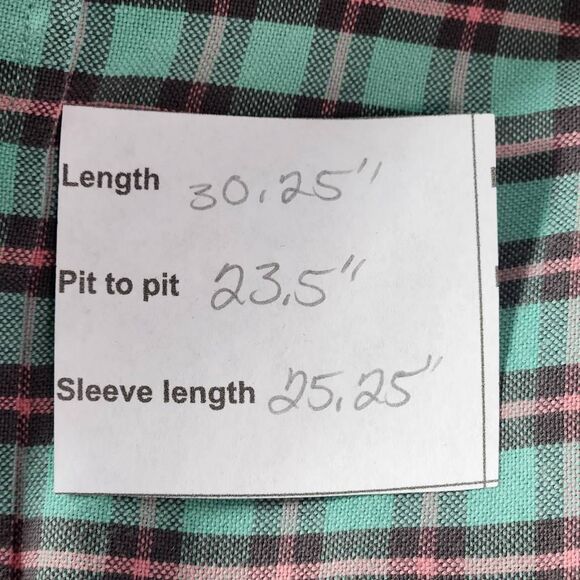 Length 30.25"
Pit to pit 23.5"
Sleeve length 25.25"